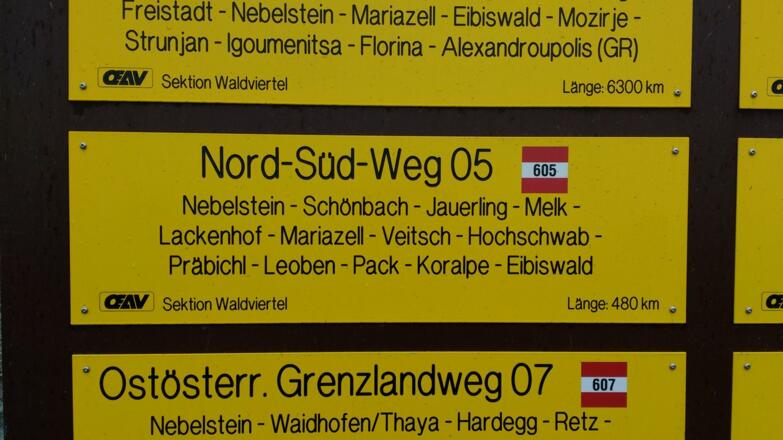 Freistadt - Nebelstein - Mariazell - Eibiswald - Mozirje -
Strunjan - Igoumenitsa - Florina - Alexandroupolis (GR)
OEAV Sektion Waldviertel Länge: 6300 km
Nord-Süd-Weg 05 605
Nebelstein - Schönbach - Jauerling - Melk -
Lackenhof - Mariazell - Veitsch - Hochschwab -
Präbichl - Leoben - Pack - Koralpe - Eibiswald
OEAV Sektion Waldviertel Länge: 480 km
Ostösterr. Grenzlandweg 07 607
Nebelstein - Waidhofen/Thaya - Hardegg - Retz -